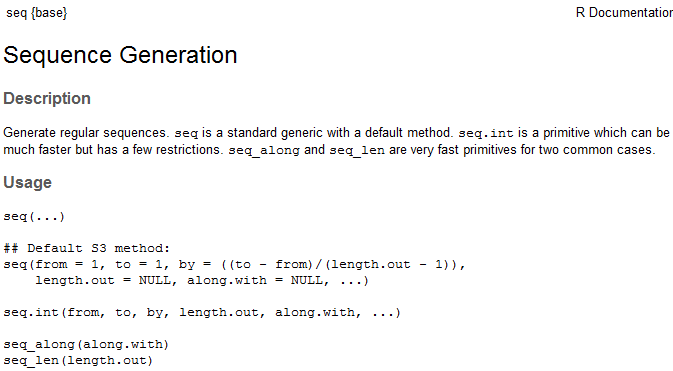 seq {base}
R Documentation
Sequence Generation
Description
Generate regular sequences. seq is a standard generic with a default method. seq.int is a primitive which can be
much faster but has a few restrictions. seq_along and seq_len are very fast primitives for two common cases.
Usage
seq(...)
## Default S3 method:
seq(from = 1, to = 1, by = ((to - from)/(length.out - 1)),
    length.out = NULL, along.with = NULL, ...)
seq.int(from, to, by, length.out, along.with, ...)
seq_along(along.with)
seq_len(length.out)